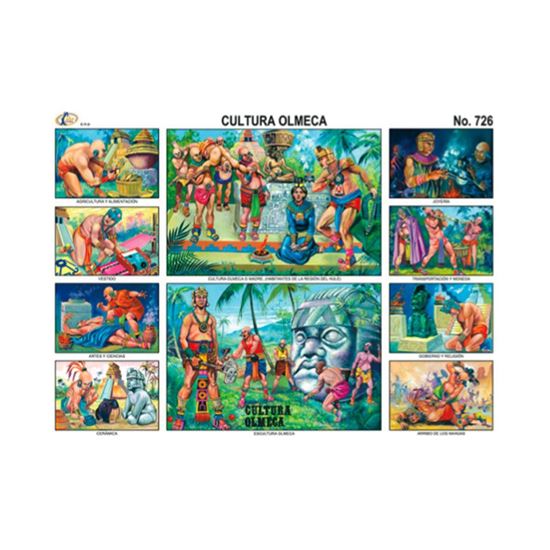 CULTURA OLMECA
No. 726
AGRICULTURA Y ALIMENTACIÓN
CULTURA OLMECA O MADRE, (HABITANTES DE LA REGIÓN DEL HULE)
JOYERÍA
VESTIDO
TRANSPORTACIÓN Y MONEDA
ARTES Y CIENCIAS
CULTURA
OLMECA
ESCULTURA OLMECA
GOBIERNO Y RELIGIÓN
CERÁMICA
ARRIBO DE LOS NAHUAS